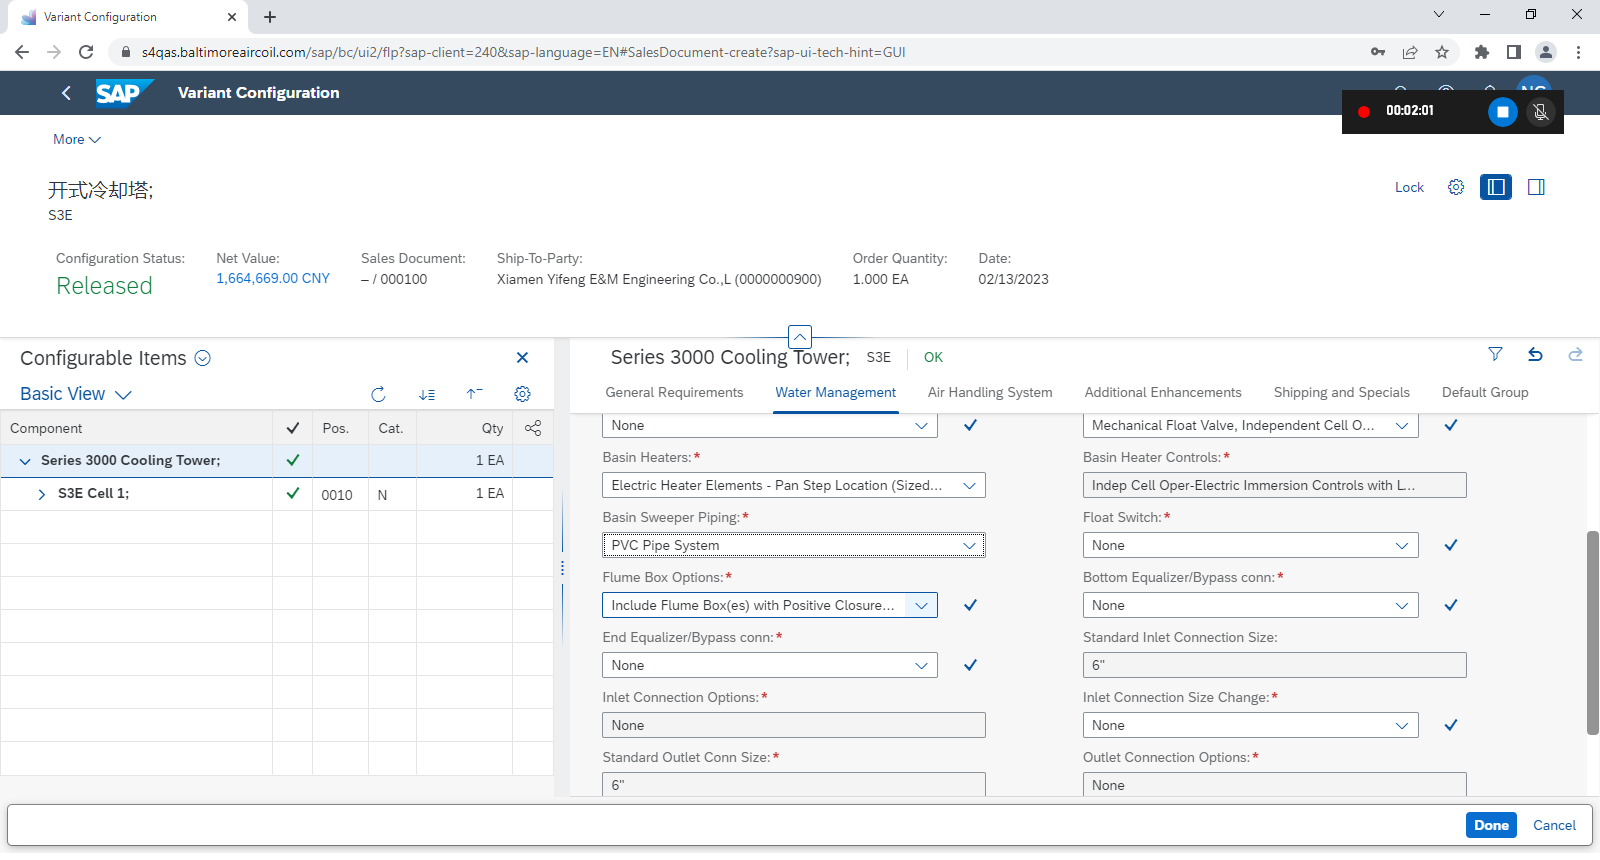 Variant Configuration
s4qas.baltimoreaircoil.com/sap/bc/ui2/flp?sap-client=240&sap-language=EN#SalesDocument-create?sap-ui-tech-hint=GUI
SAP Variant Configuration
00:02:01
More
开式冷却塔;
S3E
Lock
Configuration Status: Net Value: Sales Document: Ship-To-Party: Order Quantity: Date:
Released 1,664,669.00 CNY – / 000100 Xiamen Yifeng E&M Engineering Co.,L (0000000900) 1.000 EA 02/13/2023
Configurable Items
Basic View
Component Pos. Cat. Qty
Series 3000 Cooling Tower; 1 EA
S3E Cell 1; 0010 N 1 EA
Series 3000 Cooling Tower; S3E OK
General Requirements Water Management Air Handling System Additional Enhancements Shipping and Specials Default Group
None Mechanical Float Valve, Independent Cell O...
Basin Heaters:* Basin Heater Controls:*
Electric Heater Elements - Pan Step Location (Sized... Indep Cell Oper-Electric Immersion Controls with L...
Basin Sweeper Piping:* Float Switch:*
PVC Pipe System None
Flume Box Options:* Bottom Equalizer/Bypass conn:*
Include Flume Box(es) with Positive Closure... None
End Equalizer/Bypass conn:* Standard Inlet Connection Size:
None 6"
Inlet Connection Options:* Inlet Connection Size Change:*
None None
Standard Outlet Conn Size:* Outlet Connection Options:*
6" None
Done Cancel